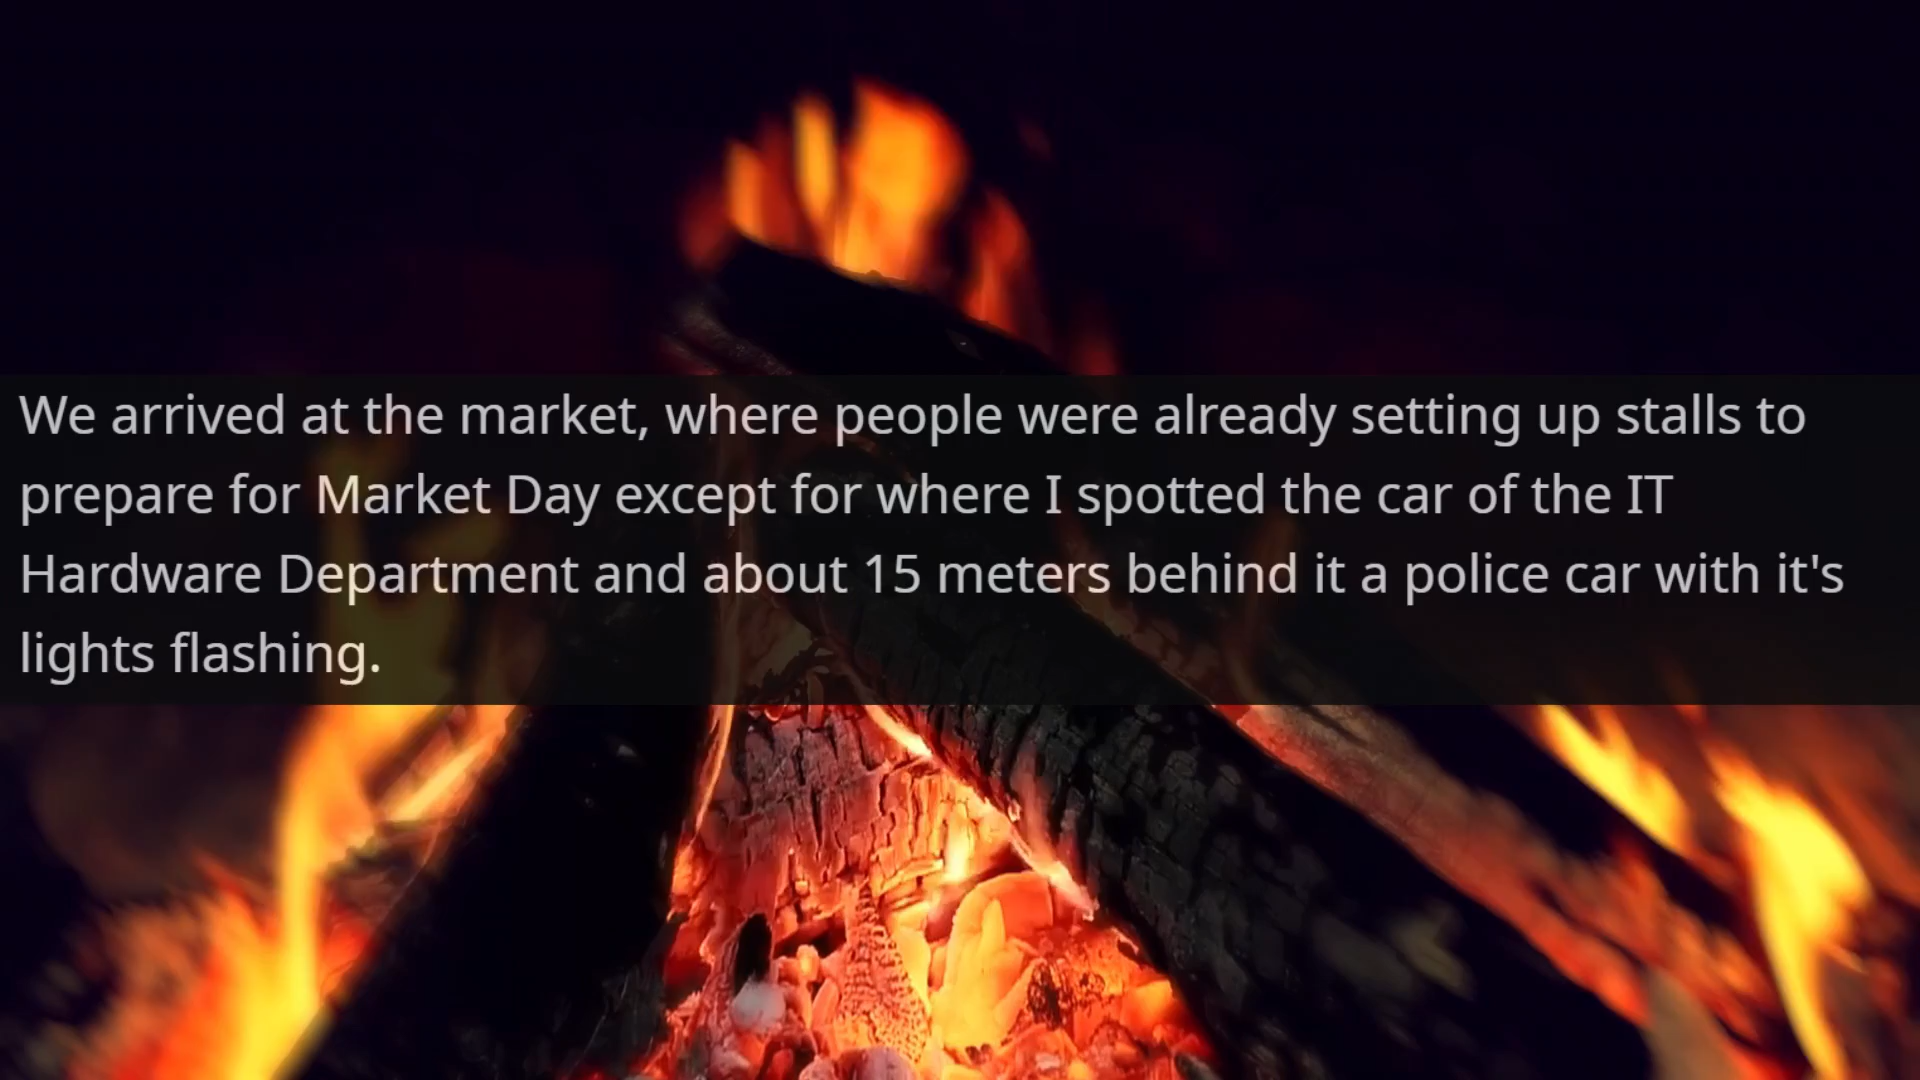 We arrived at the market, where people were already setting up stalls to
prepare for Market Day except for where I spotted the car of the IT
Hardware Department and about 15 meters behind it a police car with it's
lights flashing.